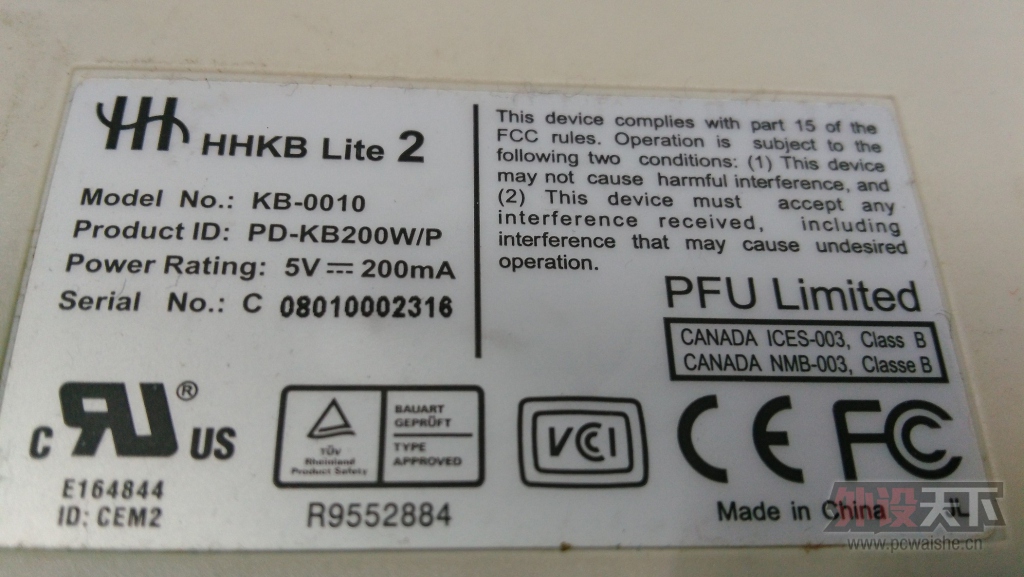 HHKB Lite 2
Model No.: KB-0010
Product ID: PD-KB200W/P
Power Rating: 5V⎓200mA
Serial No.: C 08010002316
This device complies with part 15 of the
FCC rules. Operation is subject to the
following two conditions: (1) This device
may not cause harmful interference, and
(2) This device must accept any
interference received, including
interference that may cause undesired
operation.
PFU Limited
CANADA ICES-003, Class B
CANADA NMB-003, Classe B
C RU® US
E164844
ID: CEM2
TÜV
Rheinland
Product Safety
BAUART
GEPRÜFT
TYPE
APPROVED
R9552884
VCCI
CE FC
Made in China JL
外设天下
www.pcwaishe.cn